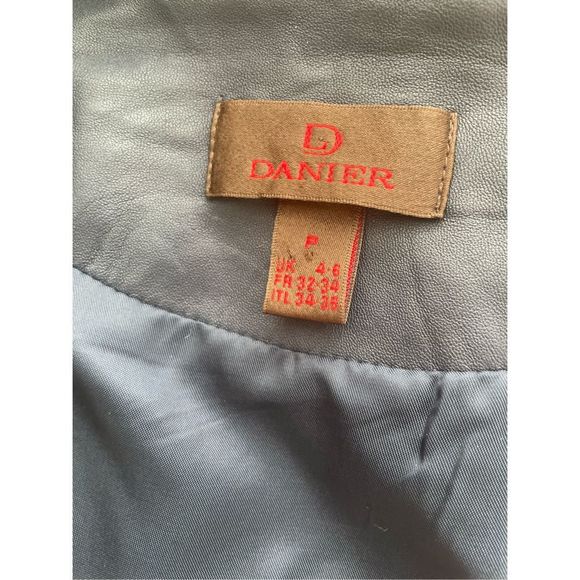 D
DANIER
P
UK 4-6
FR 32-34
ITL 34-36